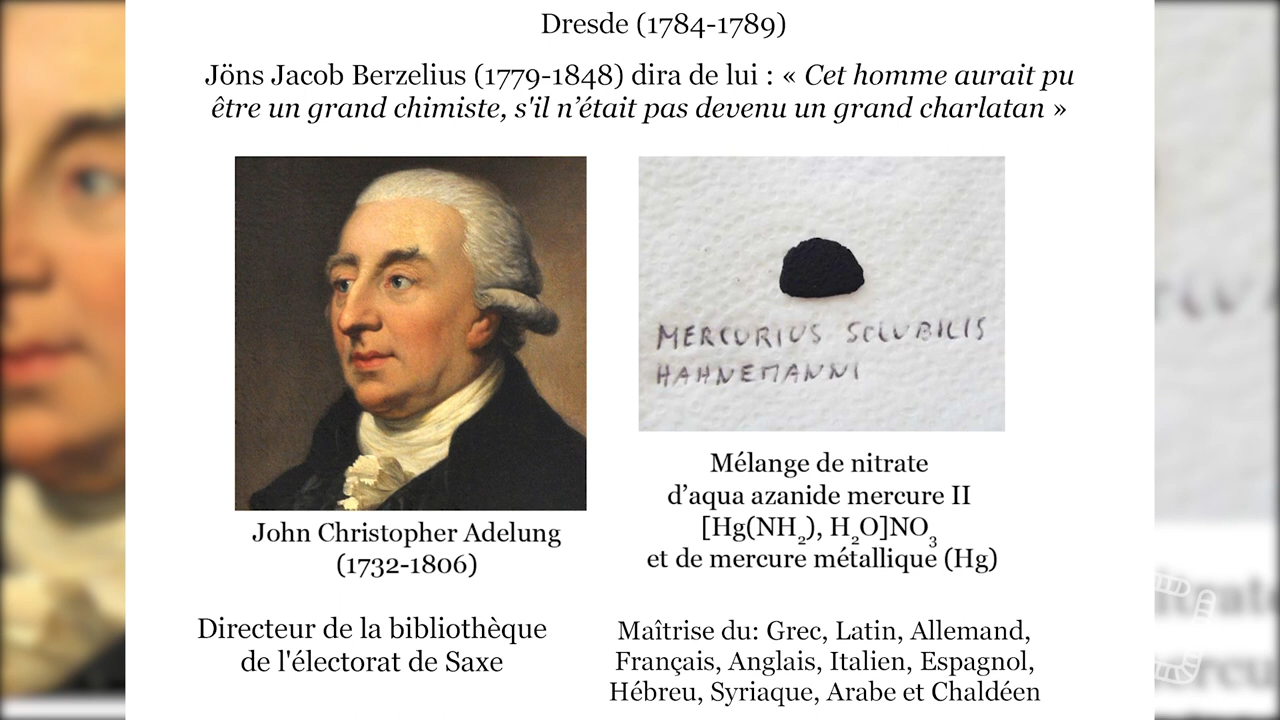 Dresde (1784-1789)
Jöns Jacob Berzelius (1779-1848) dira de lui : « Cet homme aurait pu
être un grand chimiste, s'il n’était pas devenu un grand charlatan »
MERCURIUS SOLUBILIS
HAHNEMANNI
Mélange de nitrate
d’aqua azanide mercure II
[Hg(NH₂), H₂O]NO₃
et de mercure métallique (Hg)
John Christopher Adelung
(1732-1806)
Directeur de la bibliothèque
de l'électorat de Saxe
Maîtrise du: Grec, Latin, Allemand,
Français, Anglais, Italien, Espagnol,
Hébreu, Syriaque, Arabe et Chaldéen